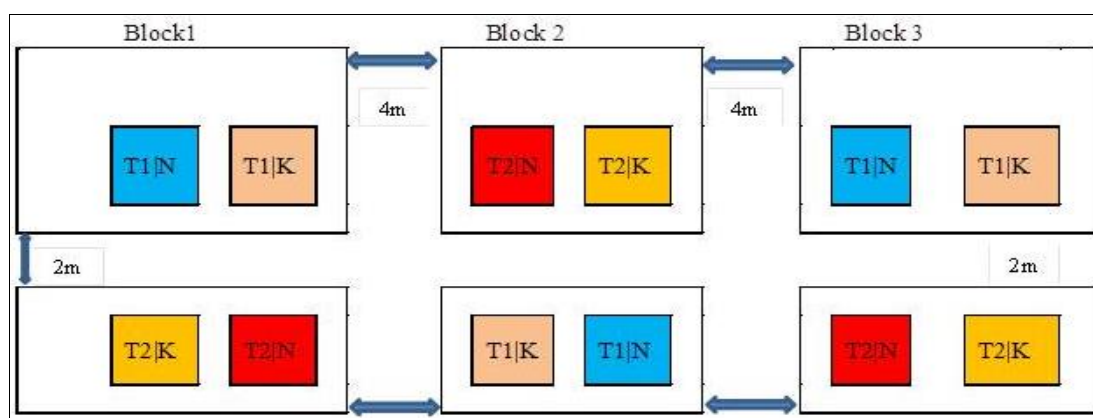 Block1 Block 2 Block 3
4m 4m
T1|N T1|K T2|N T2|K T1|N T1|K
2m 2m
T2|K T2|N T1|K T1|N T2|N T2|K